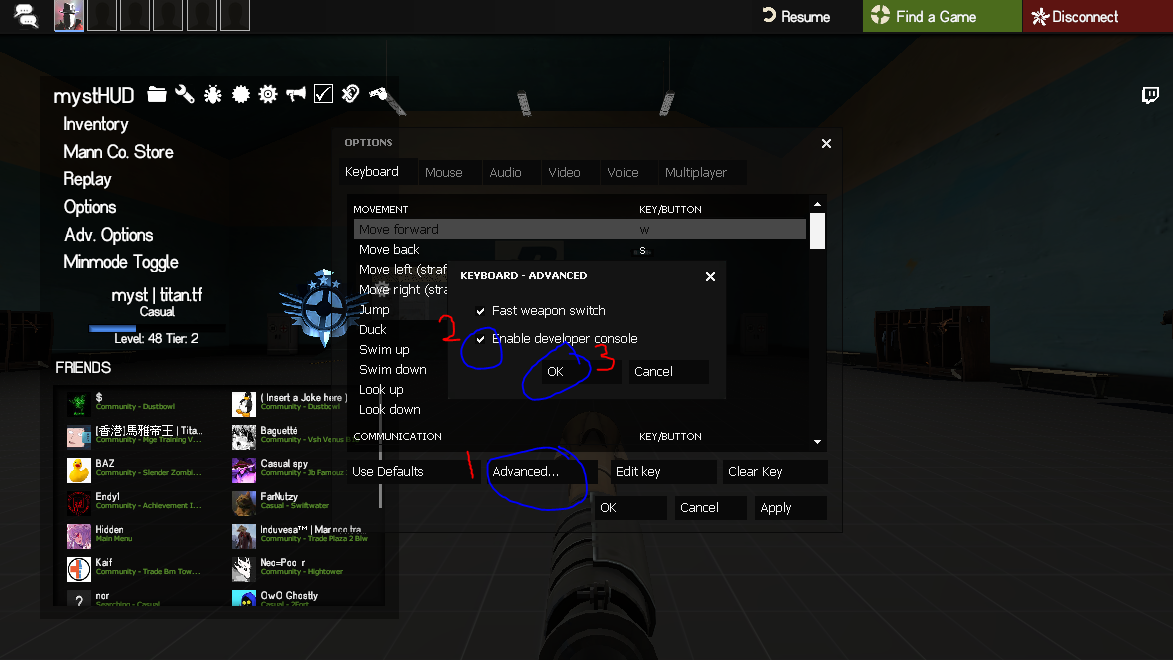 Resume
Find a Game
Disconnect
mystHUD
Inventory
Mann Co. Store
Replay
Options
Adv. Options
Minmode Toggle
myst | titan.tf
Casual
Level: 48 Tier: 2
FRIENDS
$
Community - Dustbowl
( Insert a Joke here )
Community - Dustbowl
[香港]馬雅帝王 | Tita...
Community - Mge Training V...
Baguetté
Community - Vsh Venus B
BAZ
Community - Slender Zombi...
Casual spy
Community - Jb Famou
Endy!
Community - Achievement I...
FarNutzy
Casual - Swiftwater
Hidden
Main Menu
Induvesa™ | Man
Community - Trade Plaza 2 Blw
Kaif
Community - Trade Bm Tow...
Community - Hightower
nor
Searching - Casual
OwO Ghostly
Casual - 2Fort
OPTIONS
Keyboard Mouse Audio Video Voice Multiplayer
MOVEMENT KEY/BUTTON
Move forward w
Move back s
Move left (straf
Move right (stra
Jump
Duck
Swim up
Swim down
Look up
Look down
COMMUNICATION KEY/BUTTON
KEYBOARD - ADVANCED
Fast weapon switch
2
Enable developer console
OK 3 Cancel
Use Defaults 1 Advanced... Edit key Clear Key
OK Cancel Apply